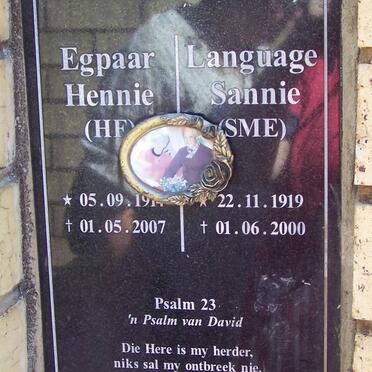 Egpaar Language
Hennie Sannie
(HF) (SME)
★ 05.09.191 ★ 22.11.1919
† 01.05.2007 † 01.06.2000
Psalm 23
'n Psalm van David
Die Here is my herder,
niks sal my ontbreek nie.